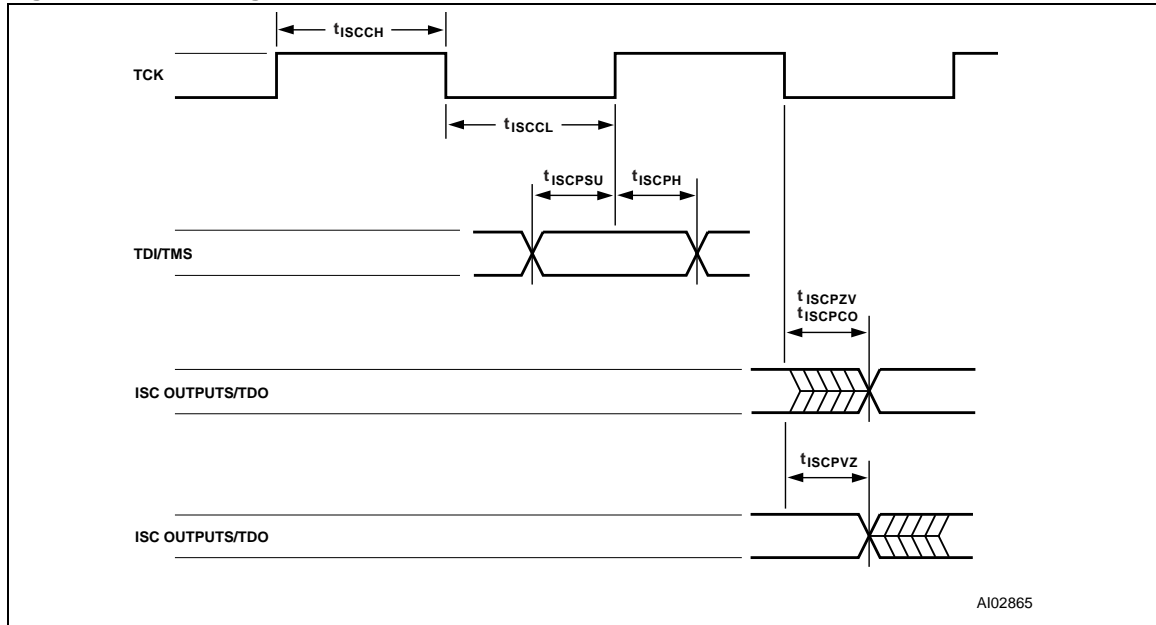 tISCCH
TCK
tISCCL
tISCPSU
tISCPH
TDI/TMS
tISCPZV
tISCPCO
ISC OUTPUTS/TDO
tISCPVZ
ISC OUTPUTS/TDO
AI02865